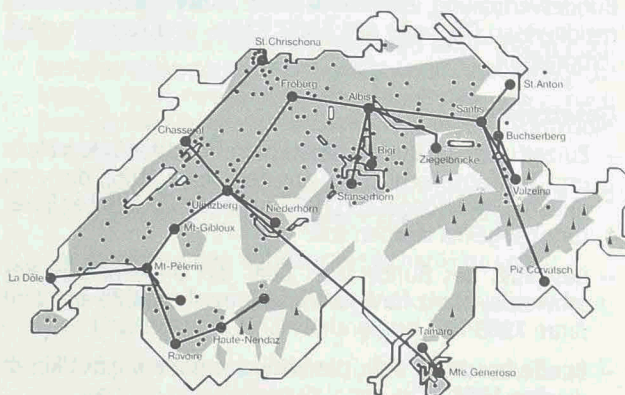 St. Chrischona
Froburg
Albis
St. Anton
Säntis
Chasseral
Buchserberg
Rigi
Ziegelbrücke
Valzeina
Stanserhorn
Ulmizberg
Niederhorn
Mt-Gibloux
La Dôle
Mt-Pèlerin
Piz Corvatsch
Haute-Nendaz
Tamaro
Ravoire
Mte. Generoso